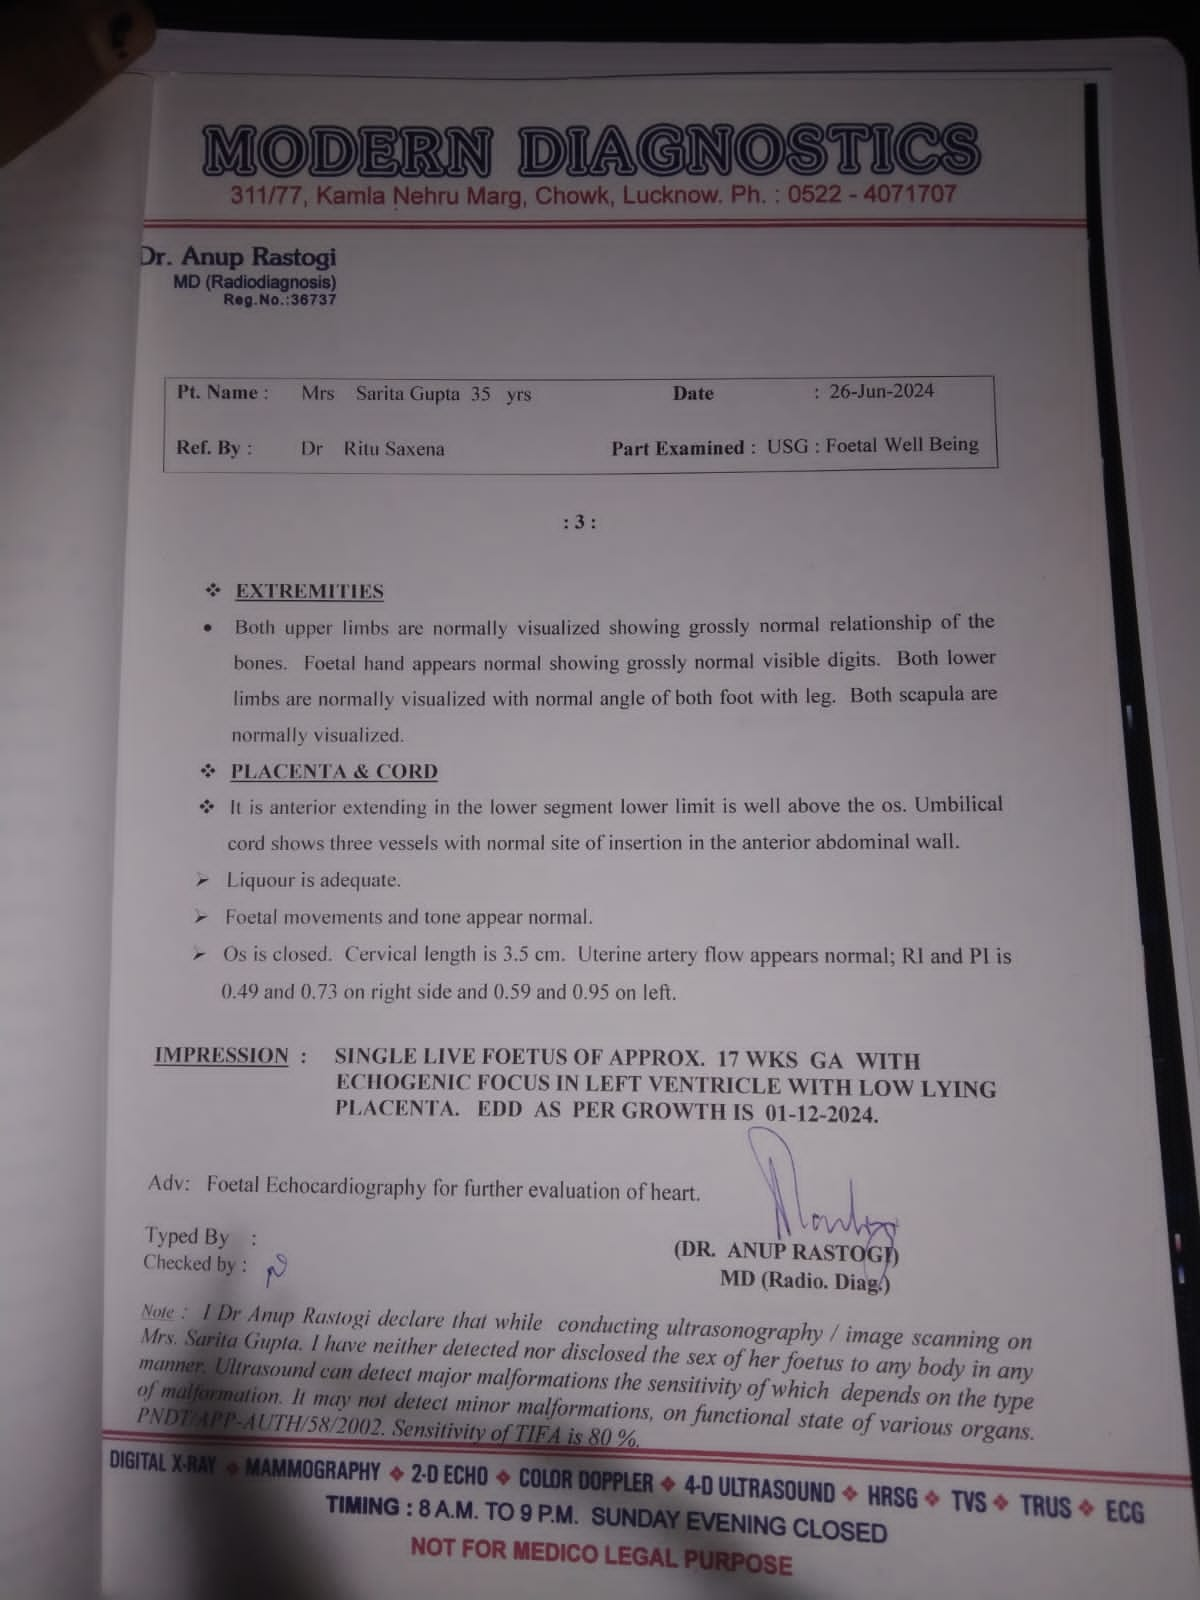 MODERN DIAGNOSTICS
311/77, Kamla Nehru Marg, Chowk, Lucknow. Ph. : 0522 - 4071707
Dr. Anup Rastogi
MD (Radiodiagnosis)
Reg.No.:36737
Pt. Name : Mrs Sarita Gupta 35 yrs Date : 26-Jun-2024
Ref. By : Dr Ritu Saxena Part Examined : USG : Foetal Well Being
: 3 :
❖ EXTREMITIES
• Both upper limbs are normally visualized showing grossly normal relationship of the
bones. Foetal hand appears normal showing grossly normal visible digits. Both lower
limbs are normally visualized with normal angle of both foot with leg. Both scapula are
normally visualized.
❖ PLACENTA & CORD
❖ It is anterior extending in the lower segment lower limit is well above the os. Umbilical
cord shows three vessels with normal site of insertion in the anterior abdominal wall.
➢ Liquour is adequate.
➢ Foetal movements and tone appear normal.
➢ Os is closed. Cervical length is 3.5 cm. Uterine artery flow appears normal; RI and PI is
0.49 and 0.73 on right side and 0.59 and 0.95 on left.
IMPRESSION : SINGLE LIVE FOETUS OF APPROX. 17 WKS GA WITH
ECHOGENIC FOCUS IN LEFT VENTRICLE WITH LOW LYING
PLACENTA. EDD AS PER GROWTH IS 01-12-2024.
Adv: Foetal Echocardiography for further evaluation of heart.
Typed By :
Checked by :
(DR. ANUP RASTOGI)
MD (Radio. Diag.)
Note : I Dr Anup Rastogi declare that while conducting ultrasonography / image scanning on
Mrs. Sarita Gupta. I have neither detected nor disclosed the sex of her foetus to any body in any
manner. Ultrasound can detect major malformations the sensitivity of which depends on the type
of malformation. It may not detect minor malformations, on functional state of various organs.
PNDT/APP-AUTH/58/2002. Sensitivity of TIFA is 80 %.
DIGITAL X-RAY ❖ MAMMOGRAPHY ❖ 2-D ECHO ❖ COLOR DOPPLER ❖ 4-D ULTRASOUND ❖ HRSG ❖ TVS ❖ TRUS ❖ ECG
TIMING : 8 A.M. TO 9 P.M. SUNDAY EVENING CLOSED
NOT FOR MEDICO LEGAL PURPOSE